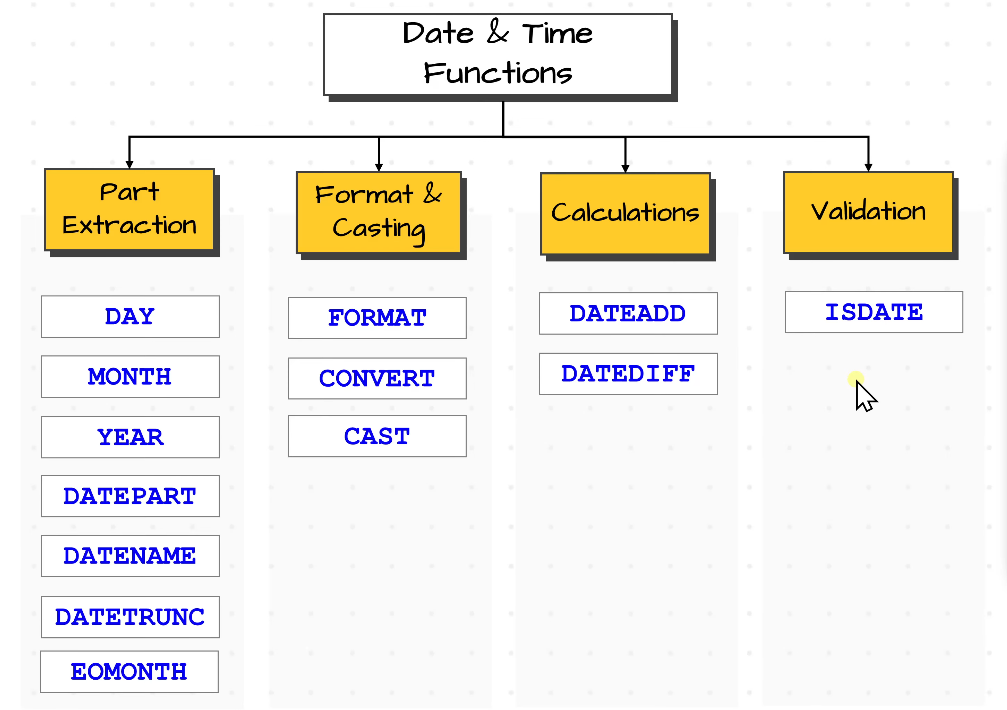 Date & Time
Functions
Part
Extraction
DAY
MONTH
YEAR
DATEPART
DATENAME
DATETRUNC
EOMONTH
Format &
Casting
FORMAT
CONVERT
CAST
Calculations
DATEADD
DATEDIFF
Validation
ISDATE